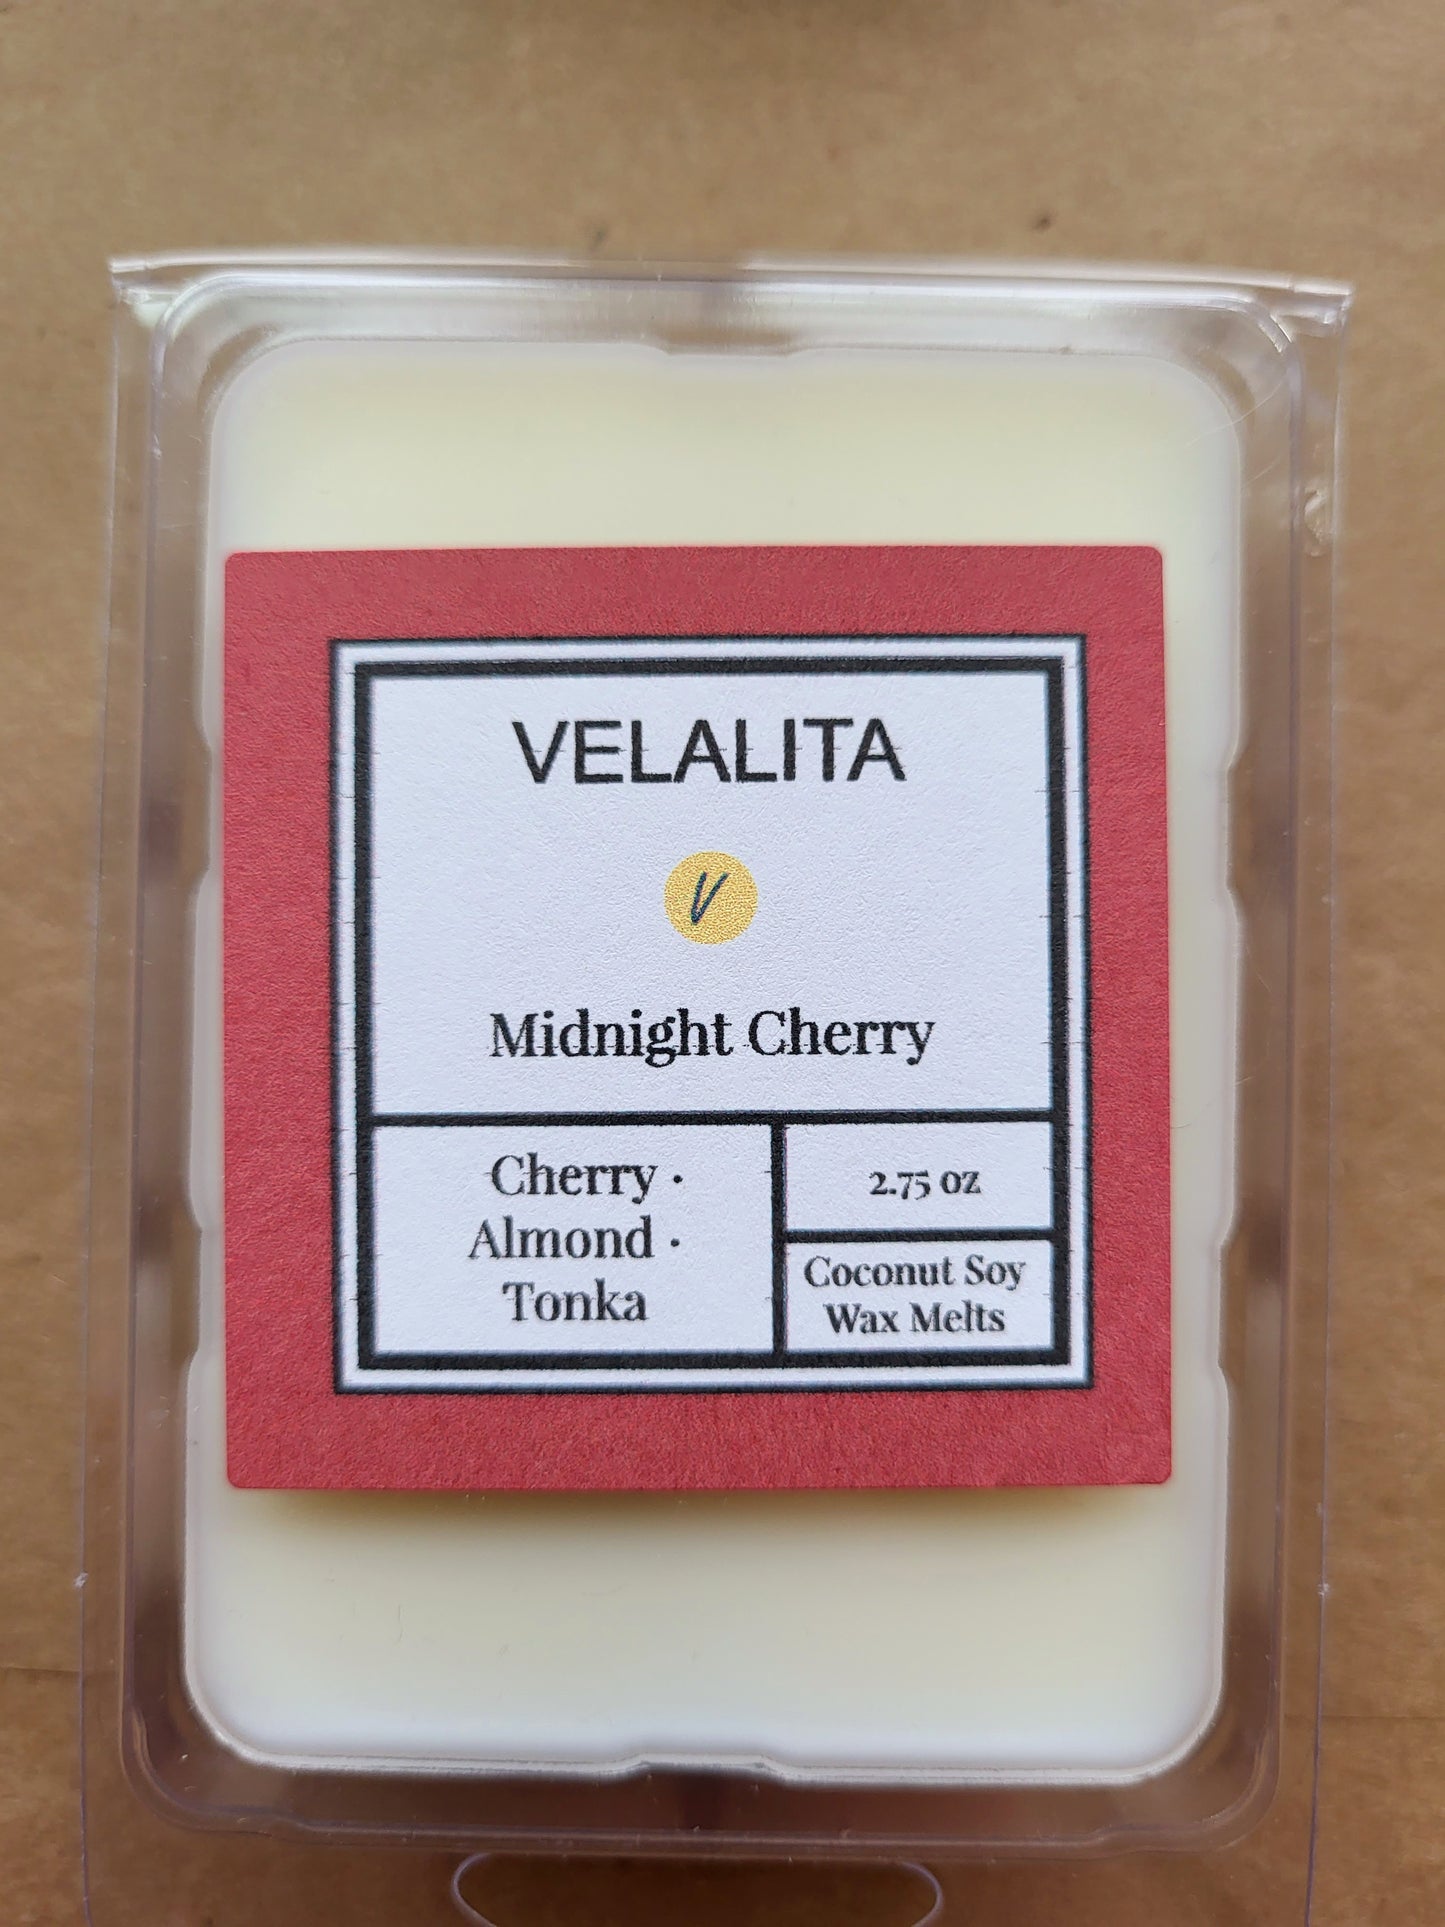 VELALITA
V
Midnight Cherry
Cherry ·
Almond ·
Tonka
2.75 oz
Coconut Soy
Wax Melts